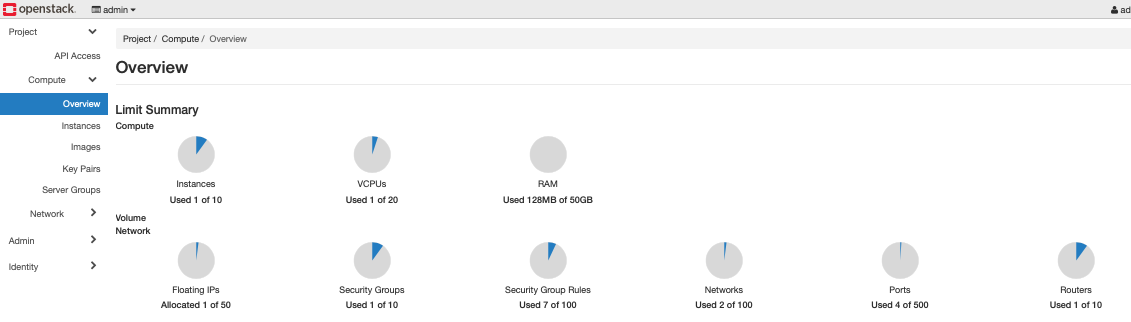 openstack. admin
ad
Project
API Access
Compute
Overview
Instances
Images
Key Pairs
Server Groups
Network
Admin
Identity
Project / Compute / Overview
Overview
Limit Summary
Compute
Instances
Used 1 of 10
VCPUs
Used 1 of 20
RAM
Used 128MB of 50GB
Volume
Network
Floating IPs
Allocated 1 of 50
Security Groups
Used 1 of 10
Security Group Rules
Used 7 of 100
Networks
Used 2 of 100
Ports
Used 4 of 500
Routers
Used 1 of 10